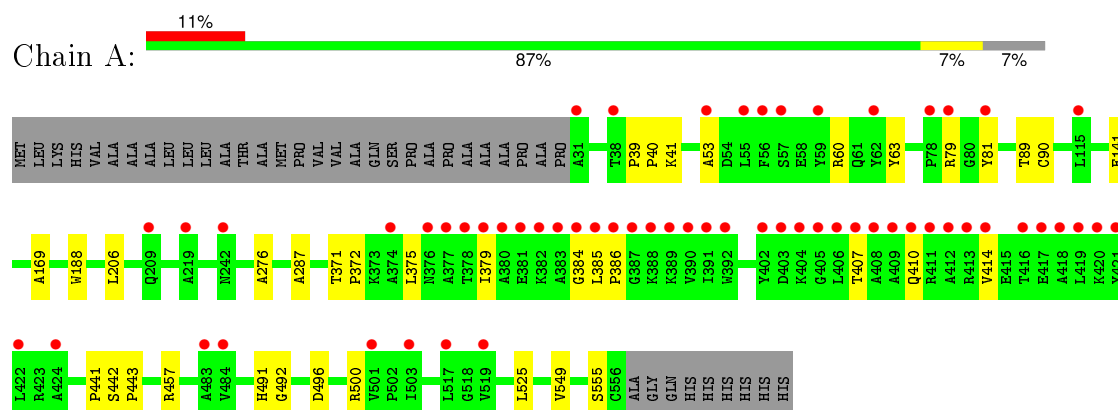 11%
Chain A:
87% 7% 7%
MET LEU LYS HIS VAL ALA ALA ALA LEU LEU LEU ALA THR ALA MET PRO VAL VAL ALA GLN SER PRO ALA PRO ALA ALA ALA PRO ALA PRO A31 T38 P39 P40 K41 A53 D54 L55 F56 S57 E58 Y59 R60 Q61 Y62 Y63 P78 R79 G80 Y81 T89 C90 L115
A169 W188 L206 Q209 A219 N242 A276 A287 T371 P372 K373 A374 L375 N376 A377 T378 I379 A380 E381 K382 A383 G384 L385 P386 G387 K388 K389 V390 I391 W392 Y402 D403 K404 G405 L406 T407 A408 A409 Q410 R411 A412 R413 V414 E415 T416 E417 A418 L419 K420
L422 R423 A424 P441 S442 P443 R457 A483 V484 H491 G492 D496 R500 V501 P502 I503 L517 G518 V519 L525 V549 S555 C556 ALA GLY GLN HIS HIS HIS HIS HIS HIS